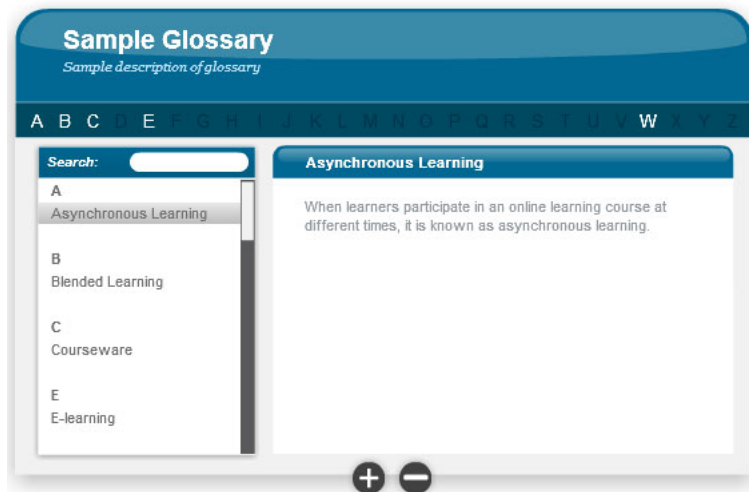 Sample Glossary
Sample description of glossary
A B C D E F G H I J K L M N O P Q R S T U V W X Y Z
Search:
A
Asynchronous Learning
B
Blended Learning
C
Courseware
E
E-learning
Asynchronous Learning
When learners participate in an online learning course at
different times, it is known as asynchronous learning.